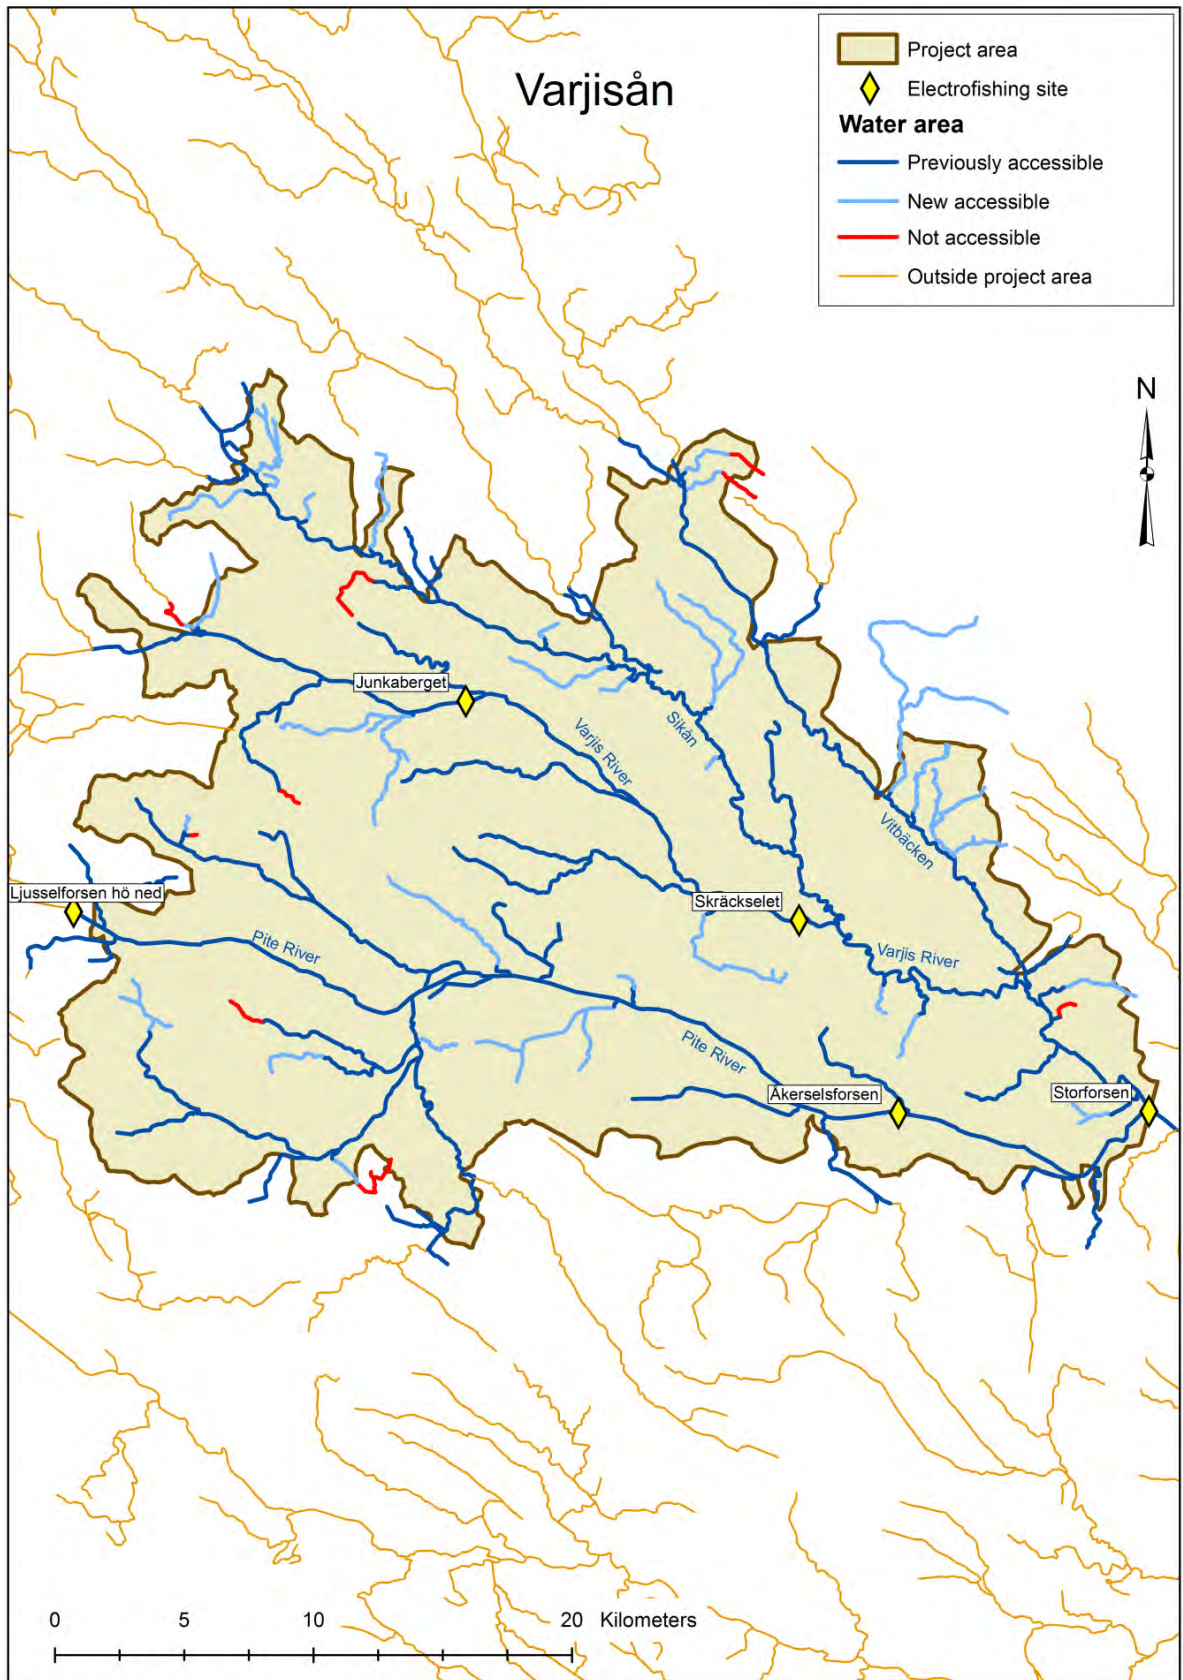 Varjisån
Project area
Electrofishing site
Water area
Previously accessible
New accessible
Not accessible
Outside project area
N
Junkaberget
Sikån
Varjis River
Vitbäcken
Ljusselforsen hö ned
Skräckselet
Pite River
Varjis River
Pite River
Åkerselsforsen
Storforsen
0 5 10 20 Kilometers